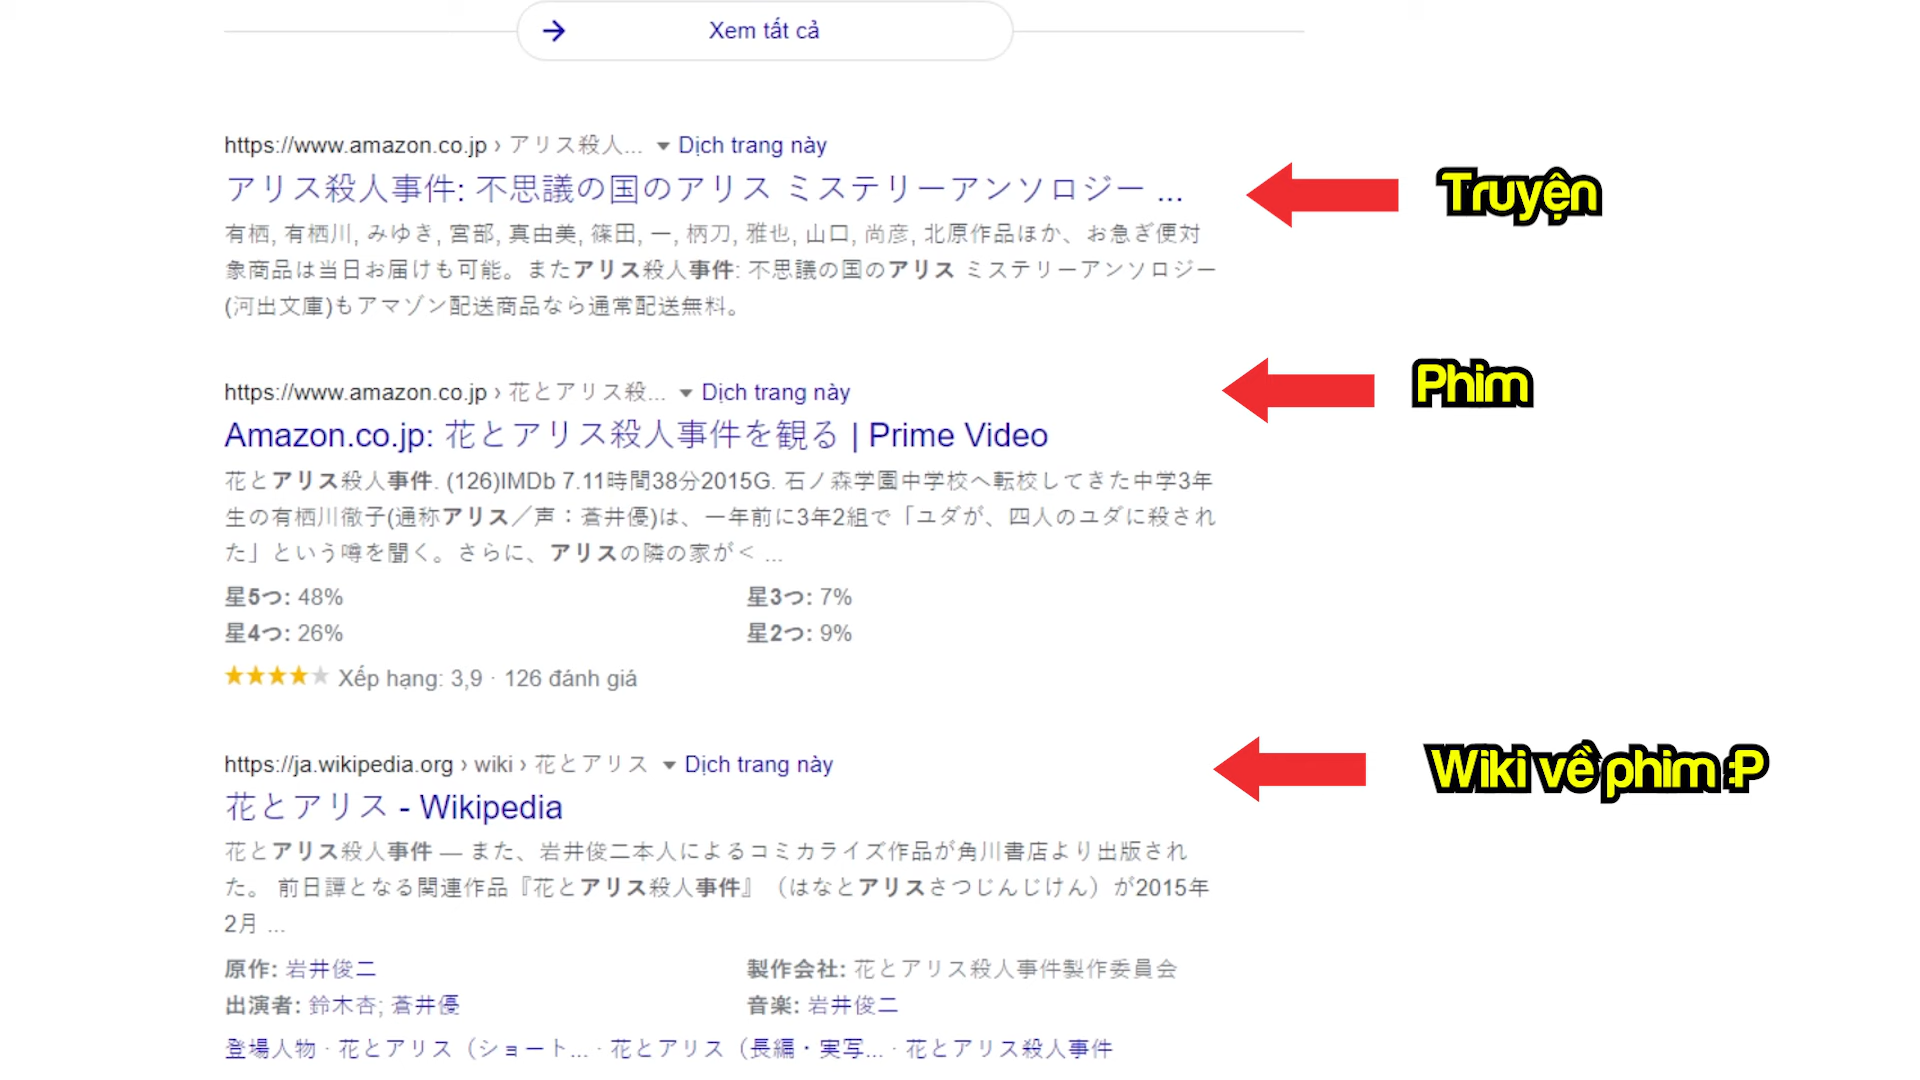 Xem tất cả
https://www.amazon.co.jp › アリス殺人... Dịch trang này
アリス殺人事件: 不思議の国のアリス ミステリーアンソロジー ...
Truyện
有栖, 有栖川, みゆき, 宮部, 真由美, 篠田, 一, 柄刀, 雅也, 山口, 尚彦, 北原作品ほか、お急ぎ便対
象商品は当日お届けも可能。またアリス殺人事件: 不思議の国のアリス ミステリーアンソロジー
(河出文庫)もアマゾン配送商品なら通常配送無料。
https://www.amazon.co.jp › 花とアリス殺... Dịch trang này
Phim
Amazon.co.jp: 花とアリス殺人事件を観る | Prime Video
花とアリス殺人事件. (126)IMDb 7.11時間38分2015G. 石ノ森学園中学校へ転校してきた中学3年
生の有栖川徹子(通称アリス／声：蒼井優)は、一年前に3年2組で「ユダが、四人のユダに殺され
た」という噂を聞く。さらに、アリスの隣の家が＜ ...
星5つ: 48% 星3つ: 7%
星4つ: 26% 星2つ: 9%
Xếp hạng: 3,9 · 126 đánh giá
https://ja.wikipedia.org › wiki › 花とアリス Dịch trang này
Wiki về phim :P
花とアリス - Wikipedia
花とアリス殺人事件 — また、岩井俊二本人によるコミカライズ作品が角川書店より出版され
た。 前日譚となる関連作品『花とアリス殺人事件』（はなとアリスさつじんじけん）が2015年
2月 ...
原作: 岩井俊二 製作会社: 花とアリス殺人事件製作委員会
出演者: 鈴木杏; 蒼井優 音楽: 岩井俊二
登場人物 · 花とアリス（ショート... · 花とアリス（長編・実写... · 花とアリス殺人事件